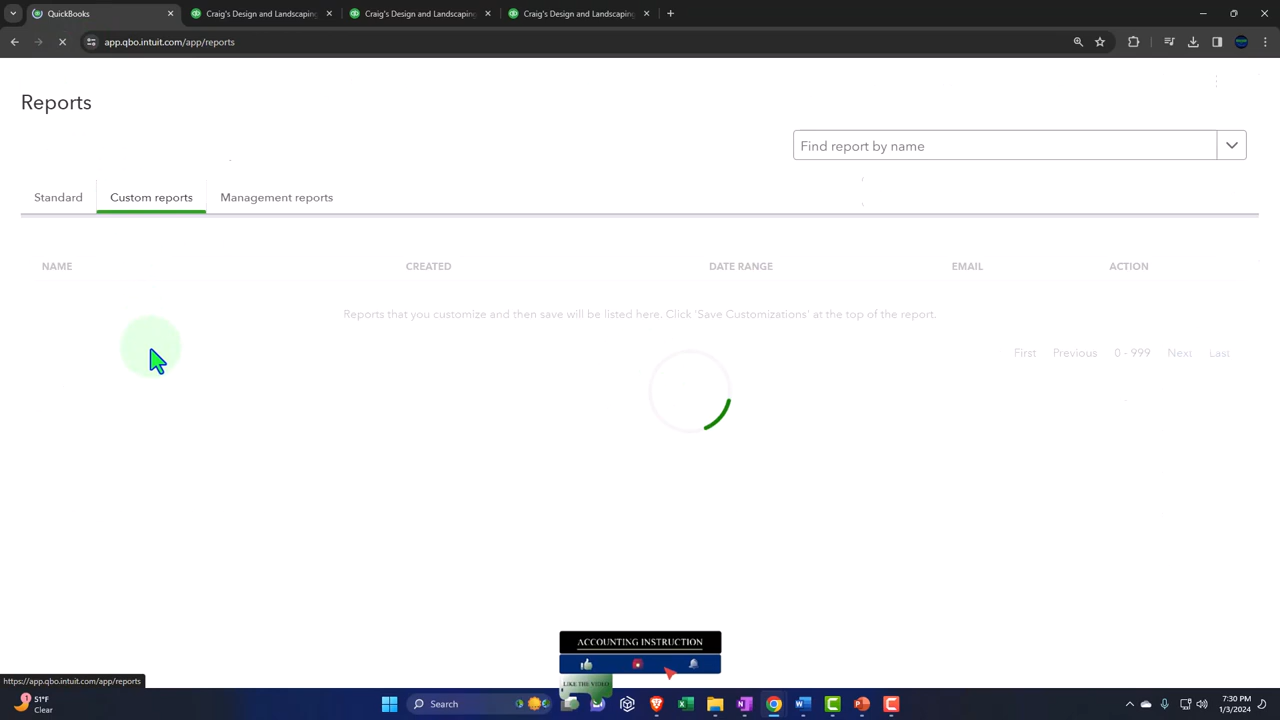 QuickBooks
Craig's Design and Landscaping
Craig's Design and Landscaping
Craig's Design and Landscaping
app.qbo.intuit.com/app/reports
Reports
Find report by name
Standard
Custom reports
Management reports
NAME CREATED DATE RANGE EMAIL ACTION
Reports that you customize and then save will be listed here. Click 'Save Customizations' at the top of the report.
First Previous 0 - 999 Next Last
ACCOUNTING INSTRUCTION
LIKE THE VIDEO
https://app.qbo.intuit.com/app/reports
51°F
Clear
Search
7:30 PM
1/3/2024